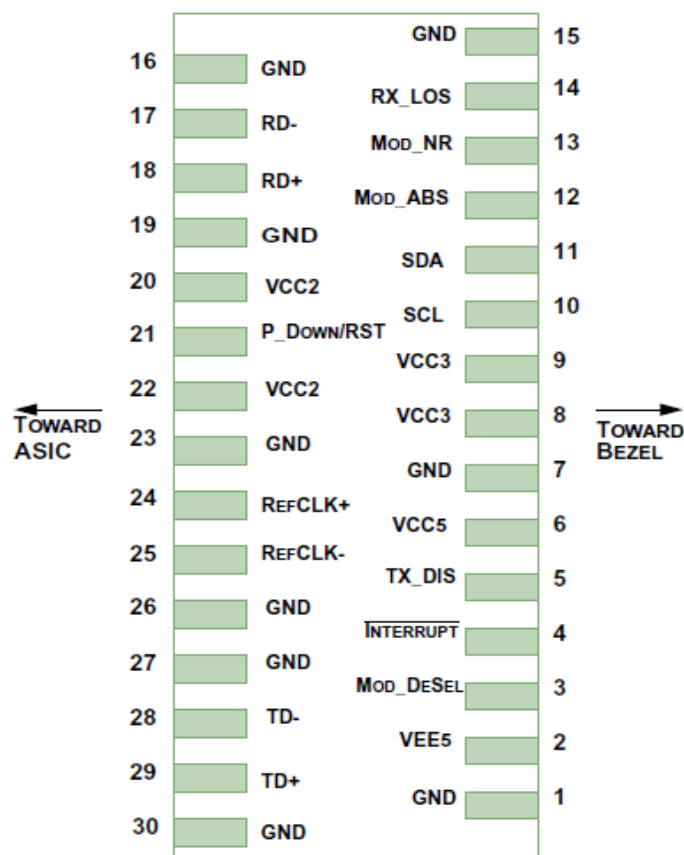 GND 15
16 GND
RX_LOS 14
17 RD-
MOD_NR 13
18 RD+
MOD_ABS 12
19 GND
SDA 11
20 VCC2
SCL 10
21 P_DOWN/RST
VCC3 9
22 VCC2
VCC3 8
TOWARD
ASIC
TOWARD
BEZEL
23 GND
GND 7
24 REFCLK+
VCC5 6
25 REFCLK-
TX_DIS 5
26 GND
INTERRUPT 4
27 GND
MOD_DESEL 3
28 TD-
VEE5 2
29 TD+
GND 1
30 GND